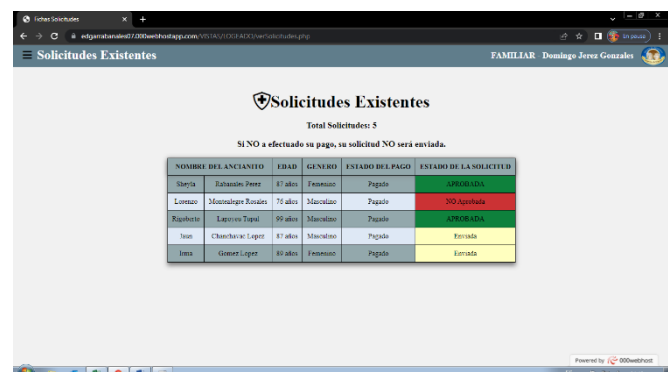 Fichas Solicitudes
edgarrabanales07.000webhostapp.com/VISTAS/LOGEADO/verSolicitudes.php
En pausa
Solicitudes Existentes
FAMILIAR Domingo Jerez Gonzales
Solicitudes Existentes
Total Solicitudes: 5
Si NO a efectuado su pago, su solicitud NO será enviada.
NOMBRE DEL ANCIANITO EDAD GENERO ESTADO DEL PAGO ESTADO DE LA SOLICITUD
Sheyla Rabanales Perez 87 años Femenino Pagado APROBADA
Lorenzo Montealegre Rosales 76 años Masculino Pagado NO Aprobada
Rigoberto 99 años Masculino Pagado APROBADA
Juan Chanchavac Lopez 87 años Masculino Pagado Enviada
Irma Gomez Lopez 89 años Femenino Pagado Enviada
Powered by 000webhost